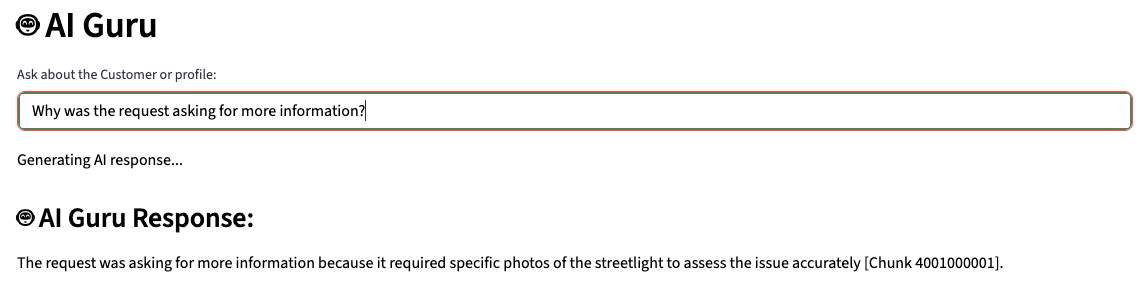 AI Guru
Ask about the Customer or profile:
Why was the request asking for more information?
Generating AI response...
AI Guru Response:
The request was asking for more information because it required specific photos of the streetlight to assess the issue accurately [Chunk 4001000001].